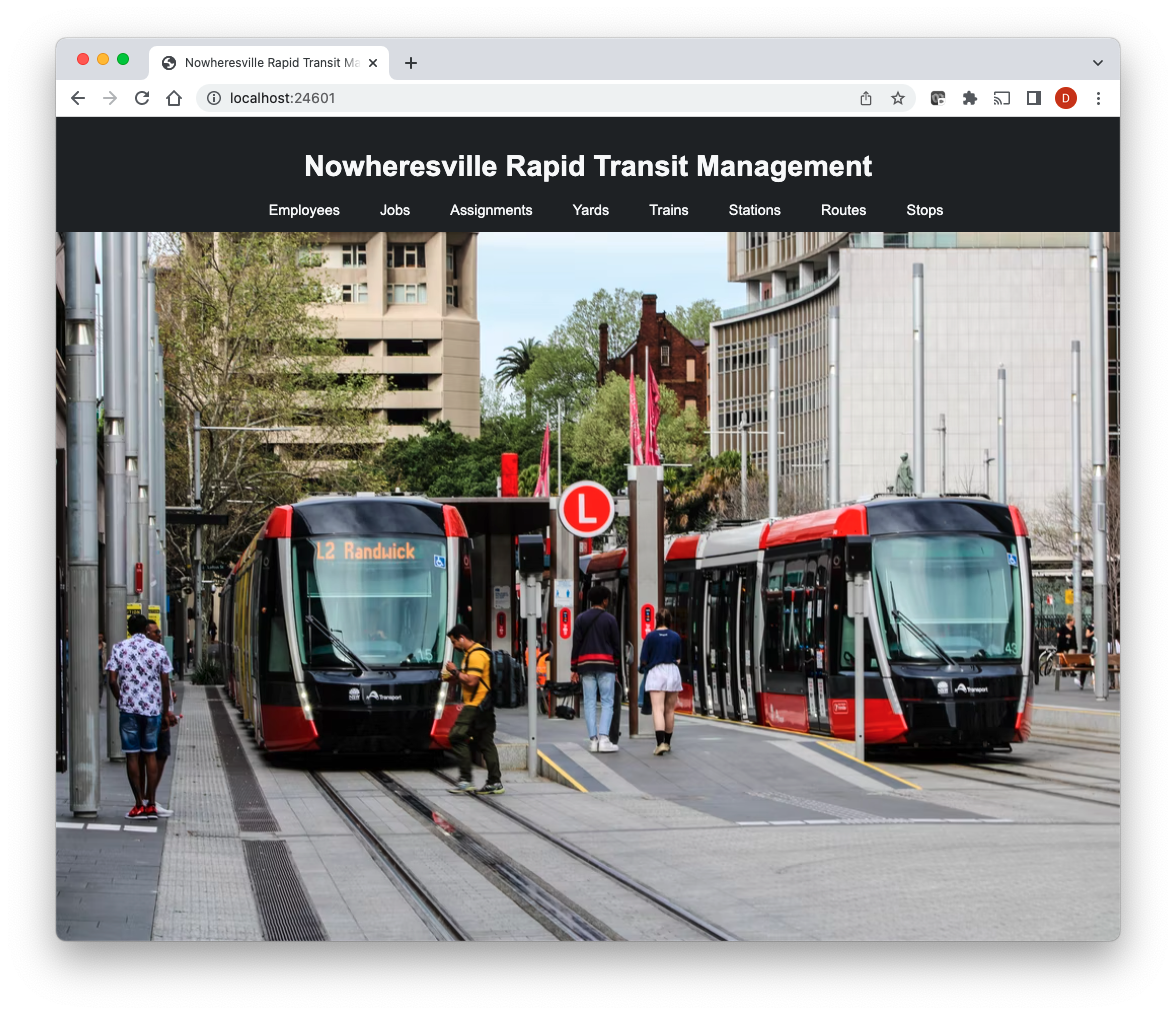 Nowheresville Rapid Transit Ma
localhost:24601
D
Nowheresville Rapid Transit Management
Employees Jobs Assignments Yards Trains Stations Routes Stops
L
L2 Randwick
Transport
Transport